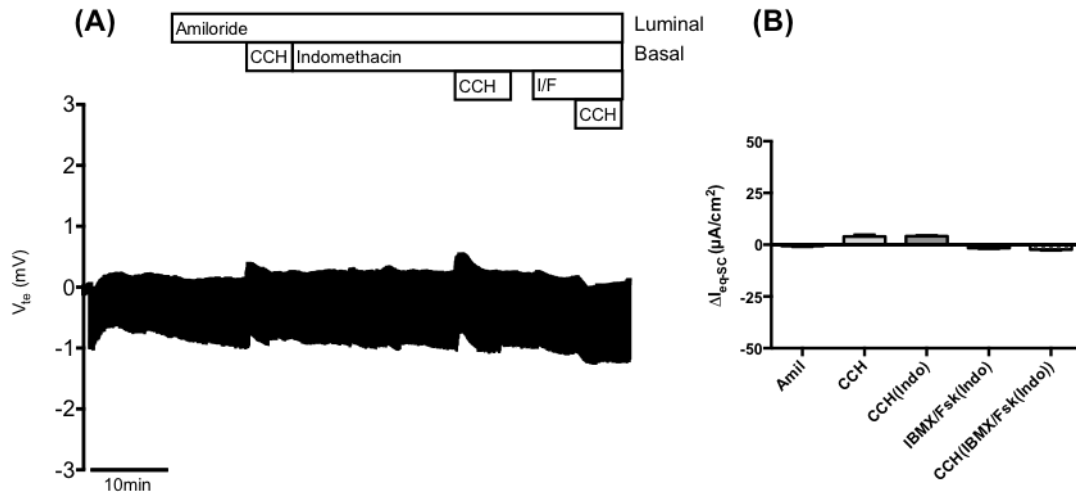 (A)
Amiloride
Luminal
CCH
Indomethacin
Basal
CCH
I/F
CCH
3
2
1
0
-1
-2
-3
V_te (mV)
10min
(B)
50
25
0
-25
-50
ΔI_eq-SC (µA/cm²)
Amil
CCH
CCH(Indo)
IBMX/Fsk(Indo)
CCH(IBMX/Fsk(Indo))